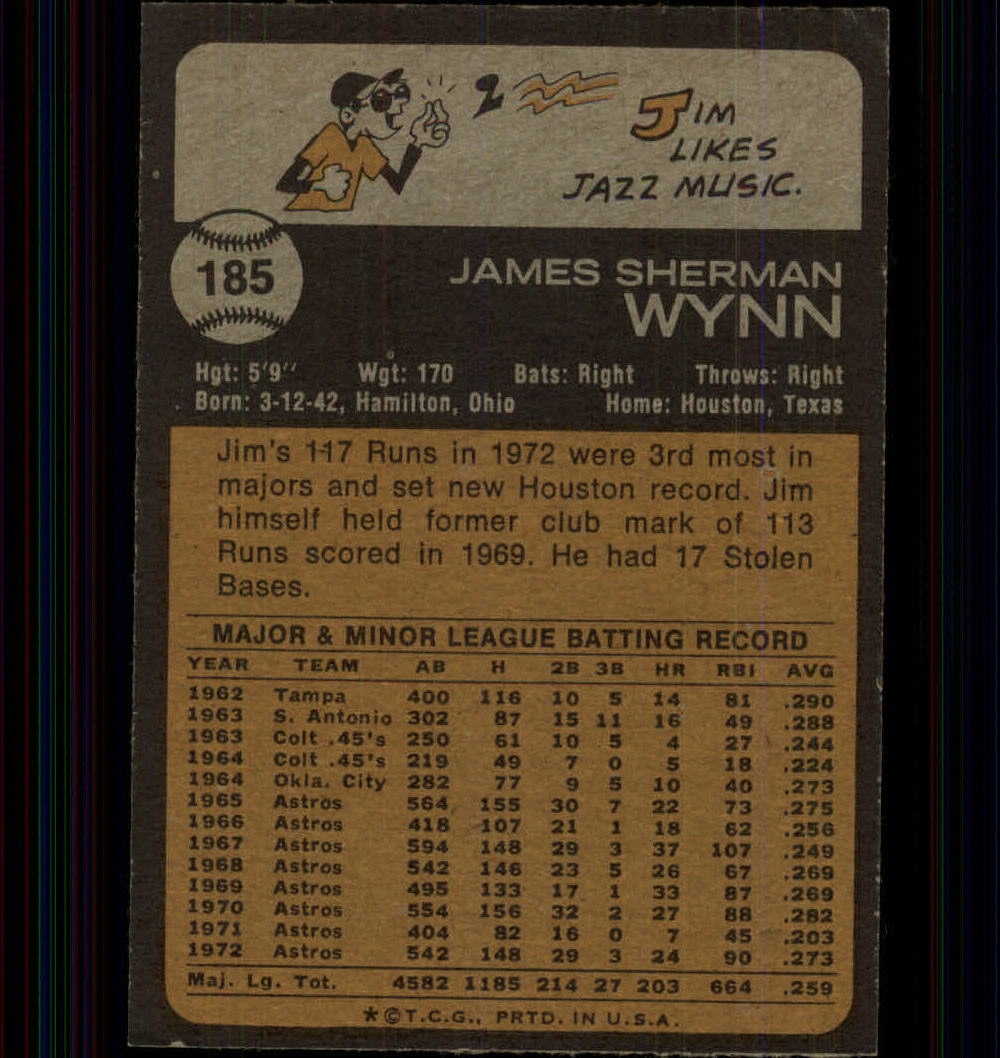 2
JIM
LIKES
JAZZ MUSIC.
185
JAMES SHERMAN
WYNN
Hgt: 5'9" Wgt: 170 Bats: Right Throws: Right
Born: 3-12-42, Hamilton, Ohio Home: Houston, Texas
Jim's 117 Runs in 1972 were 3rd most in
majors and set new Houston record. Jim
himself held former club mark of 113
Runs scored in 1969. He had 17 Stolen
Bases.
MAJOR & MINOR LEAGUE BATTING RECORD
YEAR TEAM AB H 2B 3B HR RBI AVG
1962 Tampa 400 116 10 5 14 81 .290
1963 S. Antonio 302 87 15 11 16 49 .288
1963 Colt .45's 250 61 10 5 4 27 .244
1964 Colt .45's 219 49 7 0 5 18 .224
1964 Okla. City 282 77 9 5 10 40 .273
1965 Astros 564 155 30 7 22 73 .275
1966 Astros 418 107 21 1 18 62 .256
1967 Astros 594 148 29 3 37 107 .249
1968 Astros 542 146 23 5 26 67 .269
1969 Astros 495 133 17 1 33 87 .269
1970 Astros 554 156 32 2 27 88 .282
1971 Astros 404 82 16 0 7 45 .203
1972 Astros 542 148 29 3 24 90 .273
Maj. Lg. Tot. 4582 1185 214 27 203 664 .259
*©T.C.G., PRTD. IN U.S.A.